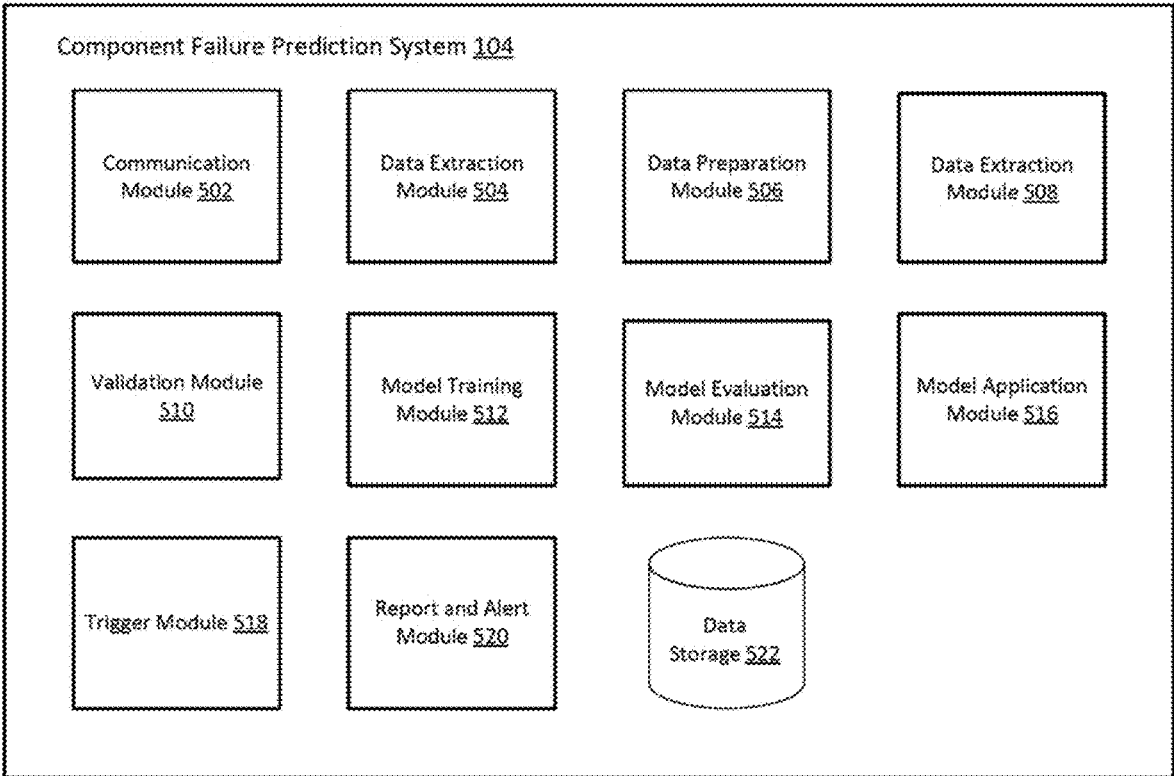 Component Failure Prediction System 104
Communication
Module 502
Data Extraction
Module 504
Data Preparation
Module 506
Data Extraction
Module 508
Validation Module
510
Model Training
Module 512
Model Evaluation
Module 514
Model Application
Module 516
Trigger Module 518
Report and Alert
Module 520
Data
Storage 522